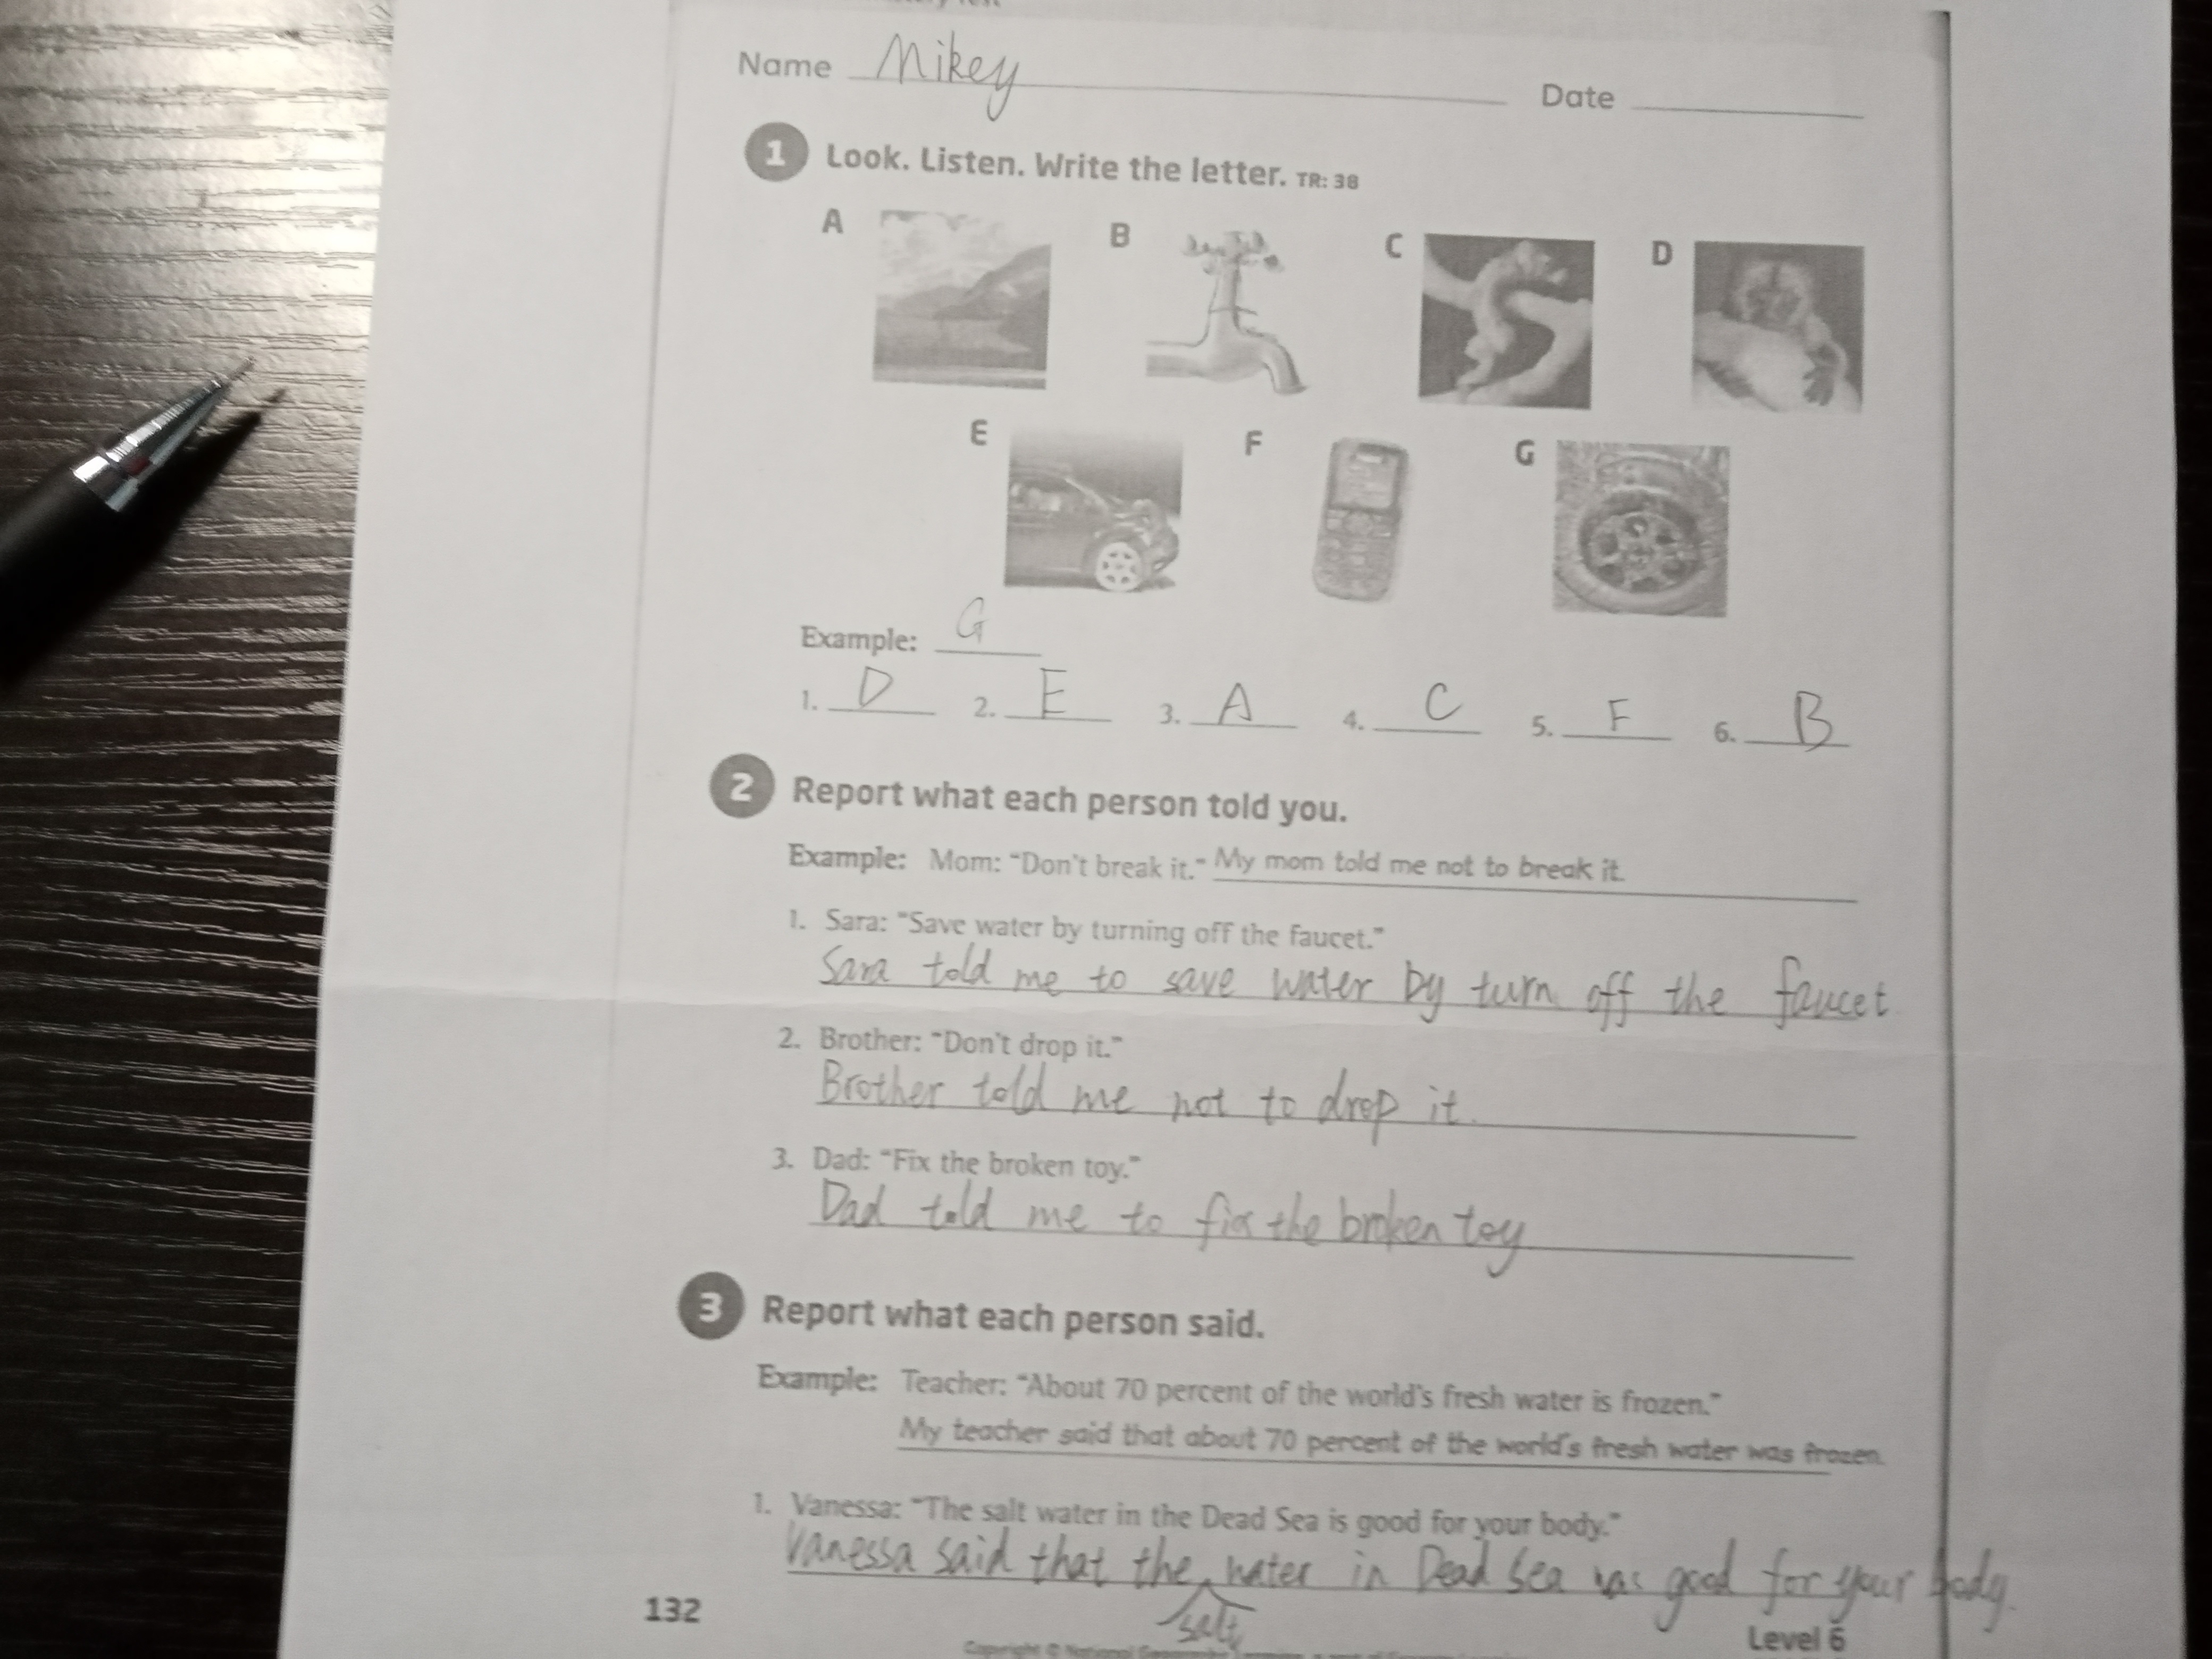 Name Mikey Date
1 Look. Listen. Write the letter. TR: 38
A B C D
E F G
Example: G
1. D 2. E 3. A 4. C 5. F 6. B
2 Report what each person told you.
Example: Mom: "Don't break it." My mom told me not to break it.
1. Sara: "Save water by turning off the faucet."
Sara told me to save water by turn off the faucet
2. Brother: "Don't drop it."
Brother told me not to drop it.
3. Dad: "Fix the broken toy."
Dad told me to fix the broken toy
3 Report what each person said.
Example: Teacher: "About 70 percent of the world's fresh water is frozen."
My teacher said that about 70 percent of the world's fresh water was frozen.
1. Vanessa: "The salt water in the Dead Sea is good for your body."
Vanessa said that the water in Dead Sea was good for your body.
salt
132 Level 6
Copyright © National Geographic Learning